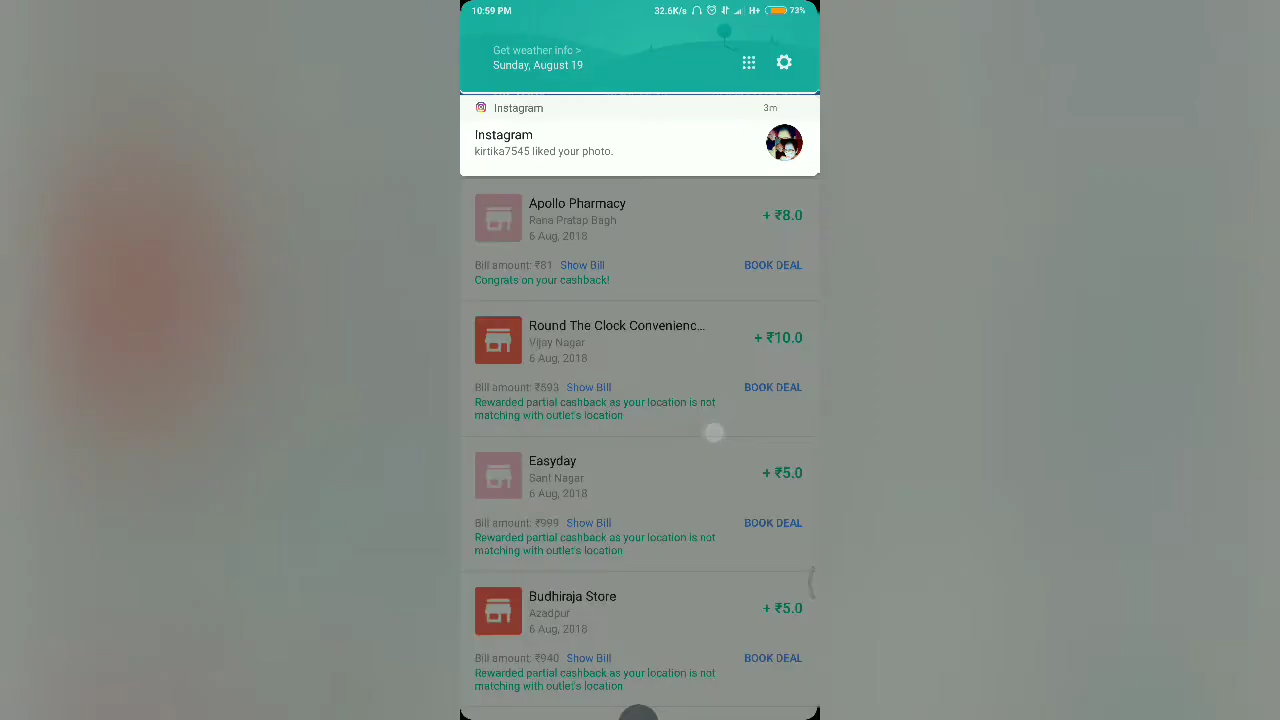 10:59 PM
32.6K/s
H+
73%
Get weather info >
Sunday, August 19
Instagram
3m
Instagram
kirtika7545 liked your photo.
Apollo Pharmacy
+ ₹8.0
Rana Pratap Bagh
6 Aug, 2018
Bill amount: ₹81 Show Bill
BOOK DEAL
Congrats on your cashback!
Round The Clock Convenienc...
+ ₹10.0
Vijay Nagar
6 Aug, 2018
Bill amount: ₹593 Show Bill
BOOK DEAL
Rewarded partial cashback as your location is not
matching with outlet's location
Easyday
+ ₹5.0
Sant Nagar
6 Aug, 2018
Bill amount: ₹999 Show Bill
BOOK DEAL
Rewarded partial cashback as your location is not
matching with outlet's location
Budhiraja Store
+ ₹5.0
Azadpur
6 Aug, 2018
Bill amount: ₹940 Show Bill
BOOK DEAL
Rewarded partial cashback as your location is not
matching with outlet's location